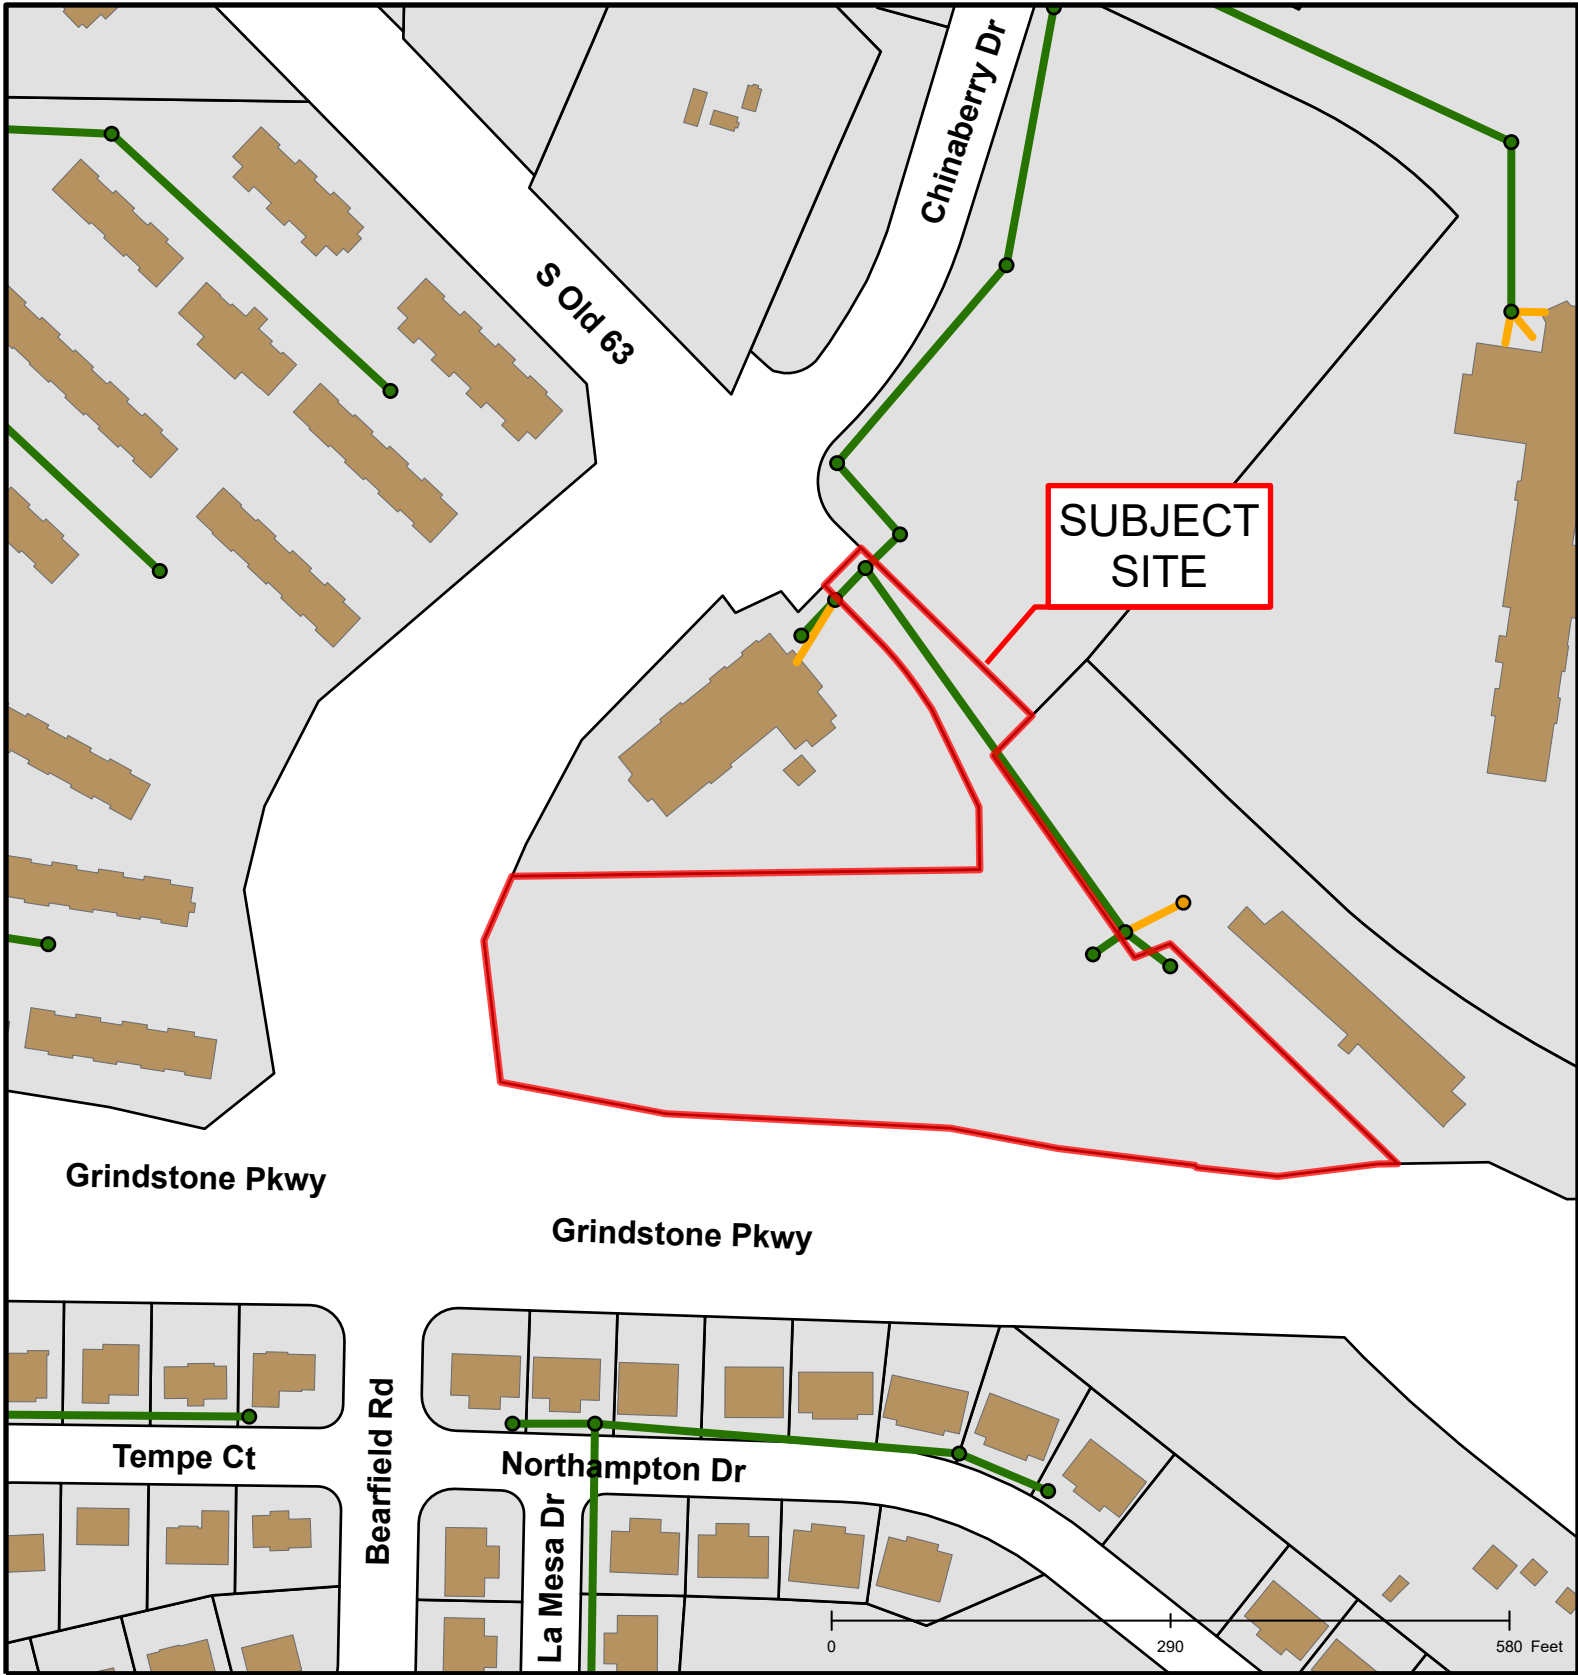 Chinaberry Dr
S Old 63
SUBJECT
SITE
Grindstone Pkwy
Grindstone Pkwy
Bearfield Rd
Tempe Ct
Northampton Dr
La Mesa Dr
0 290 580 Feet